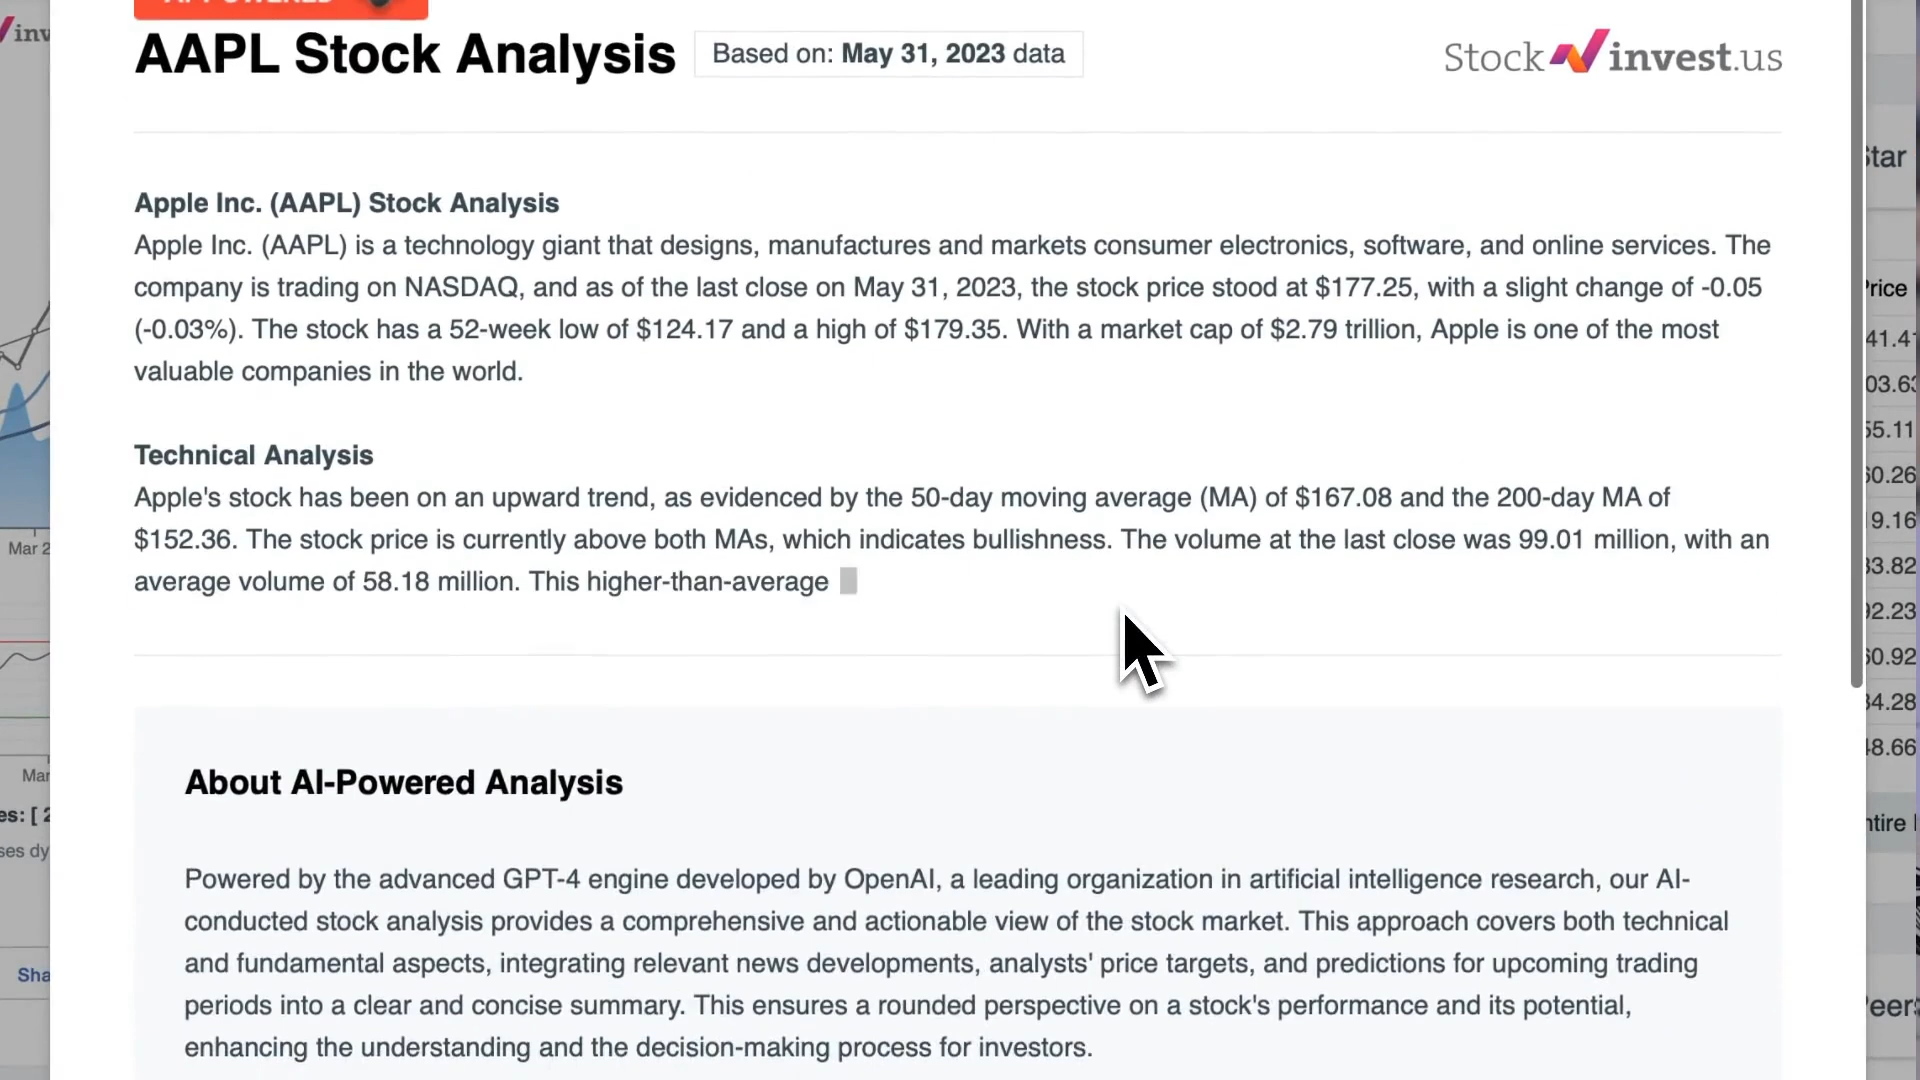 AAPL Stock Analysis
Based on: May 31, 2023 data
Stock invest.us
Apple Inc. (AAPL) Stock Analysis
Apple Inc. (AAPL) is a technology giant that designs, manufactures and markets consumer electronics, software, and online services. The
company is trading on NASDAQ, and as of the last close on May 31, 2023, the stock price stood at $177.25, with a slight change of -0.05
(-0.03%). The stock has a 52-week low of $124.17 and a high of $179.35. With a market cap of $2.79 trillion, Apple is one of the most
valuable companies in the world.
Technical Analysis
Apple's stock has been on an upward trend, as evidenced by the 50-day moving average (MA) of $167.08 and the 200-day MA of
$152.36. The stock price is currently above both MAs, which indicates bullishness. The volume at the last close was 99.01 million, with an
average volume of 58.18 million. This higher-than-average
About AI-Powered Analysis
Powered by the advanced GPT-4 engine developed by OpenAI, a leading organization in artificial intelligence research, our AI-
conducted stock analysis provides a comprehensive and actionable view of the stock market. This approach covers both technical
and fundamental aspects, integrating relevant news developments, analysts' price targets, and predictions for upcoming trading
periods into a clear and concise summary. This ensures a rounded perspective on a stock's performance and its potential,
enhancing the understanding and the decision-making process for investors.